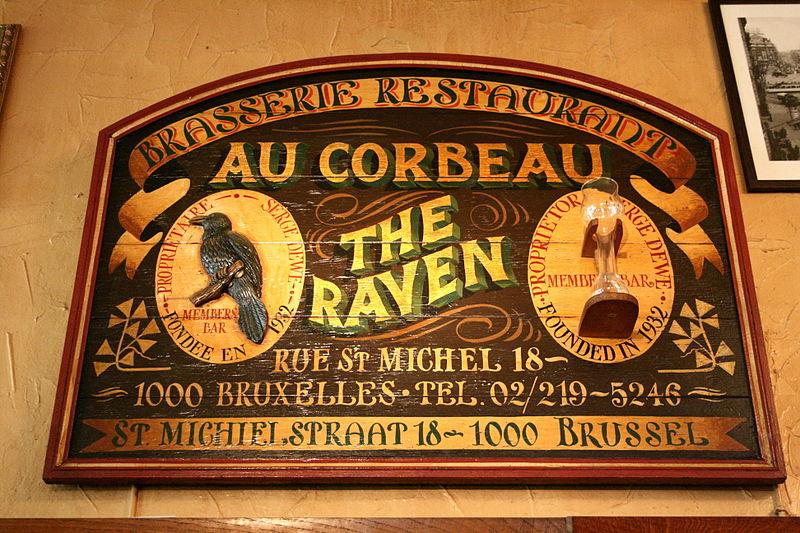 BRASSERIE RESTAURANT
AU CORBEAU
THE
RAVEN
PROPRIETAIRE • SERGE DEWE
MEMBERS
BAR
FONDEE EN 1932
PROPRIETOR SERGE DEWE
MEMBERS BAR
FOUNDED IN 1932
RUE ST MICHEL 18~
~1000 BRUXELLES • TEL. 02/219~5246~
ST. MICHIELSTRAAT 18~1000 BRUSSEL